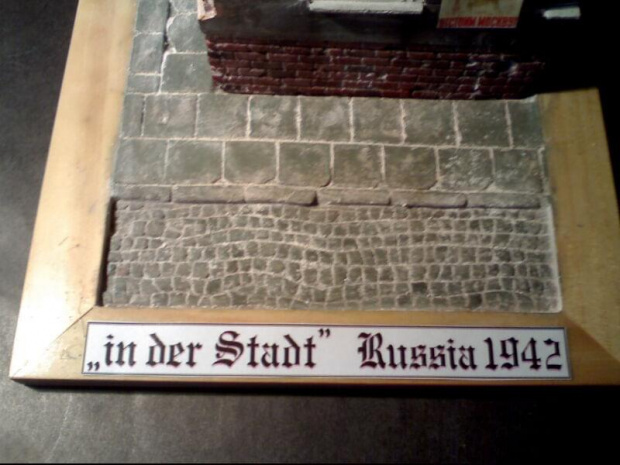 „in der Stadt” Russia 1942